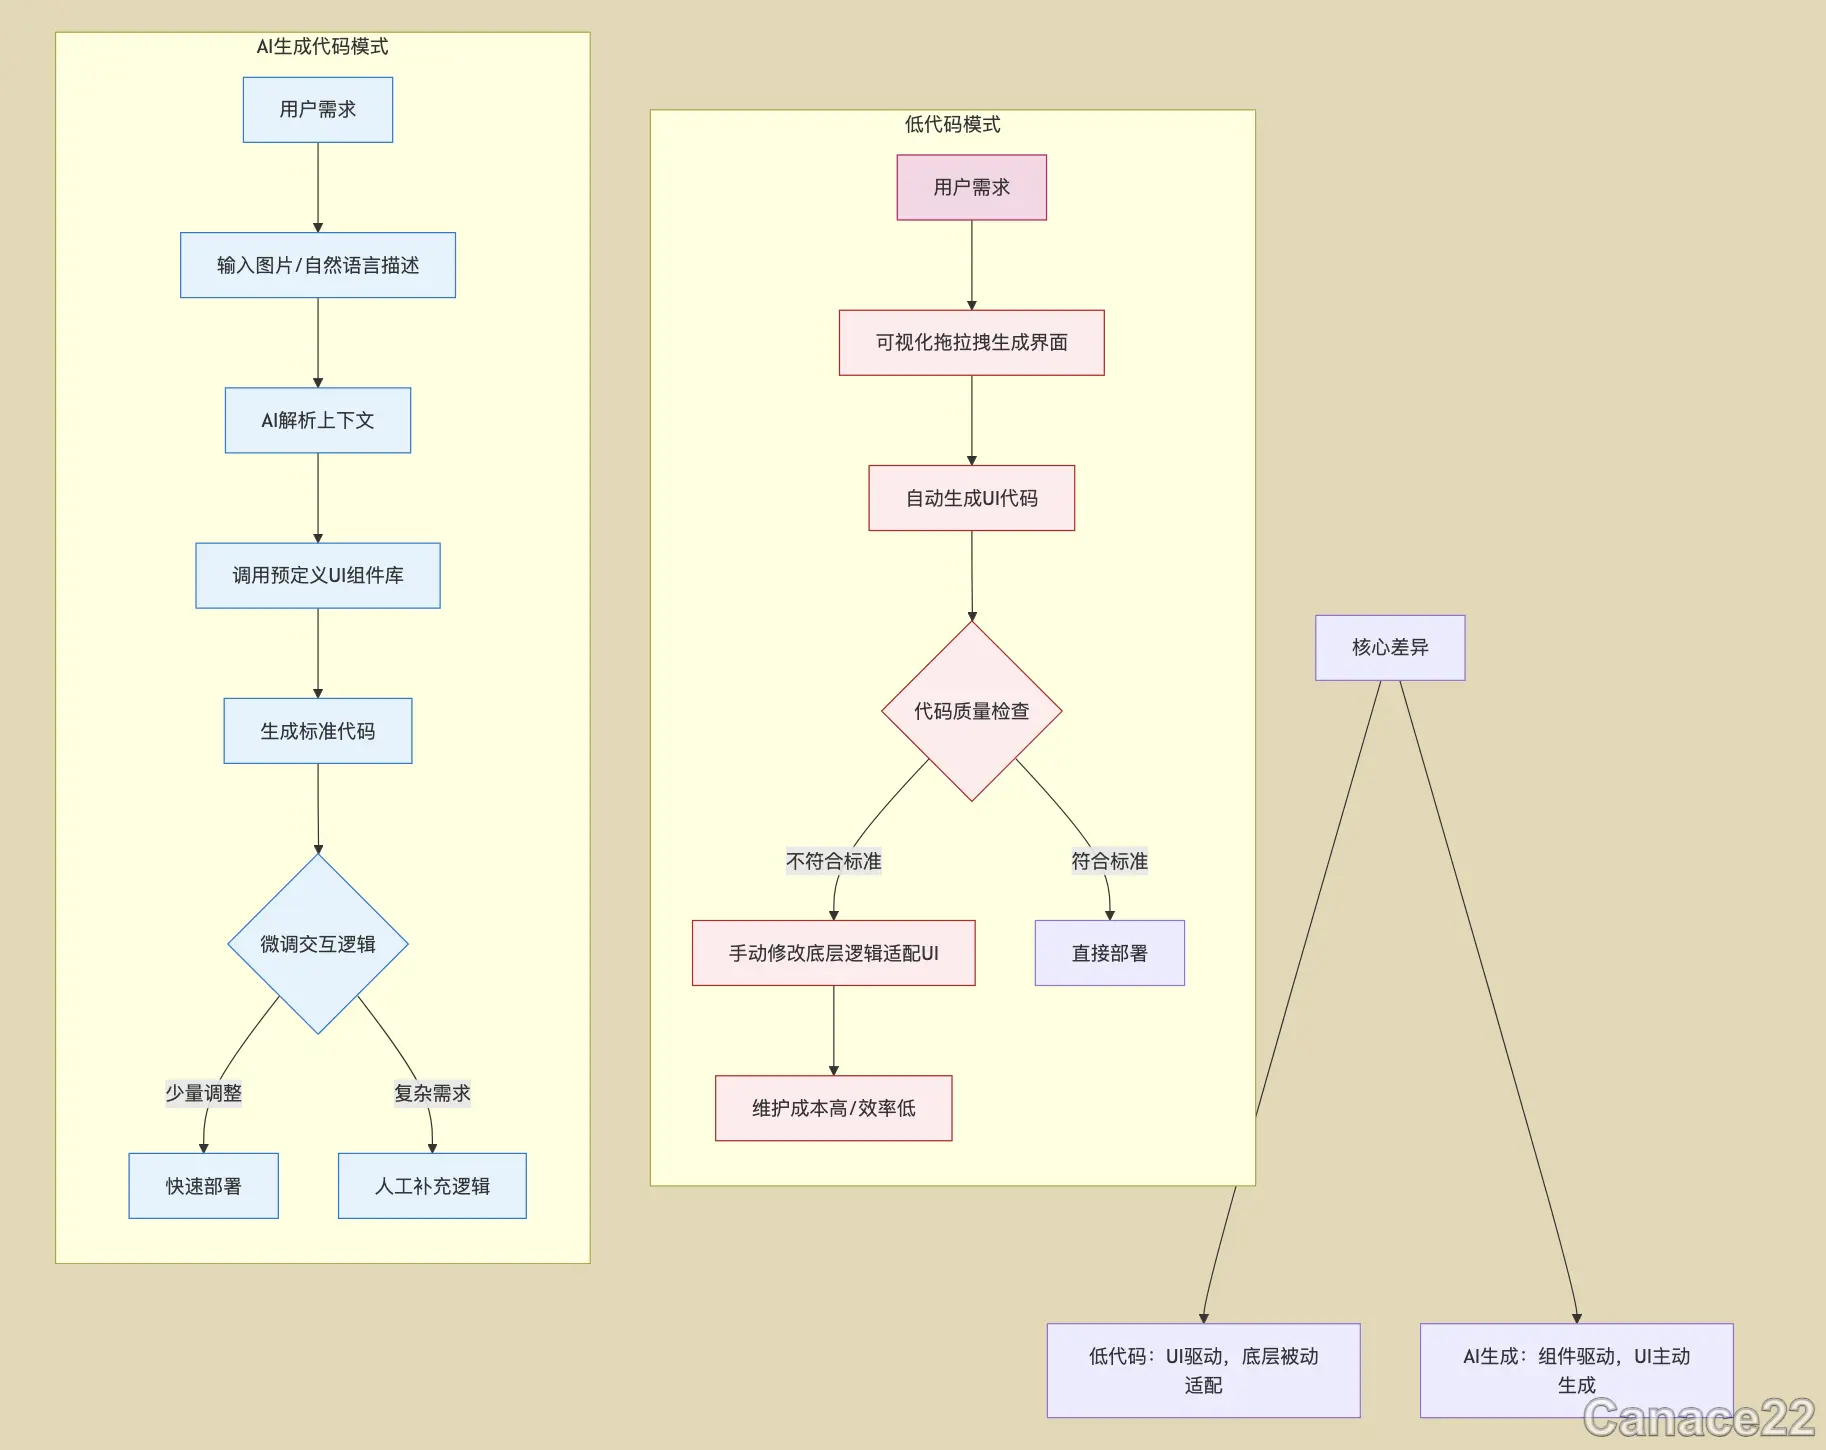 AI生成代码模式
用户需求
输入图片/自然语言描述
AI解析上下文
调用预定义UI组件库
生成标准代码
微调交互逻辑
少量调整
复杂需求
快速部署
人工补充逻辑
低代码模式
用户需求
可视化拖拉拽生成界面
自动生成UI代码
代码质量检查
不符合标准
符合标准
手动修改底层逻辑适配UI
直接部署
维护成本高/效率低
核心差异
低代码：UI驱动，底层被动
适配
AI生成：组件驱动，UI主动
生成
Canace22